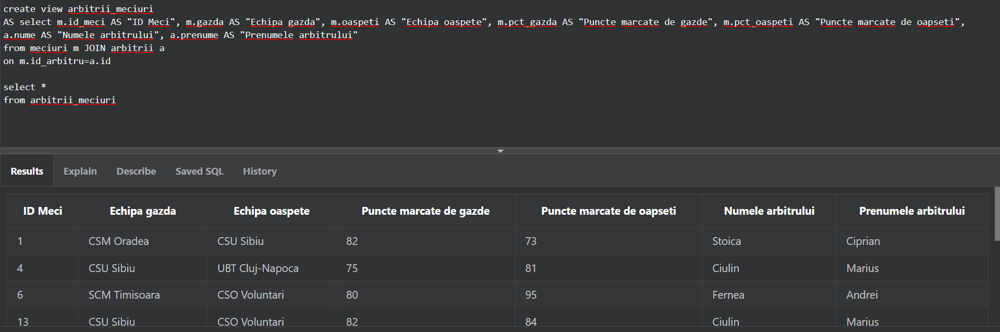 create view arbitrii_meciuri
AS select m.id_meci AS "ID Meci", m.gazda AS "Echipa gazda", m.oaspeti AS "Echipa oaspete", m.pct_gazda AS "Puncte marcate de gazde", m.pct_oaspeti AS "Puncte marcate de oapseti",
a.nume AS "Numele arbitrului", a.prenume AS "Prenumele arbitrului"
from meciuri m JOIN arbitrii a
on m.id_arbitru=a.id
select *
from arbitrii_meciuri
Results Explain Describe Saved SQL History
ID Meci Echipa gazda Echipa oaspete Puncte marcate de gazde Puncte marcate de oapseti Numele arbitrului Prenumele arbitrului
1 CSM Oradea CSU Sibiu 82 73 Stoica Ciprian
4 CSU Sibiu UBT Cluj-Napoca 75 81 Ciulin Marius
6 SCM Timisoara CSO Voluntari 80 95 Fernea Andrei
13 CSU Sibiu CSO Voluntari 82 84 Ciulin Marius